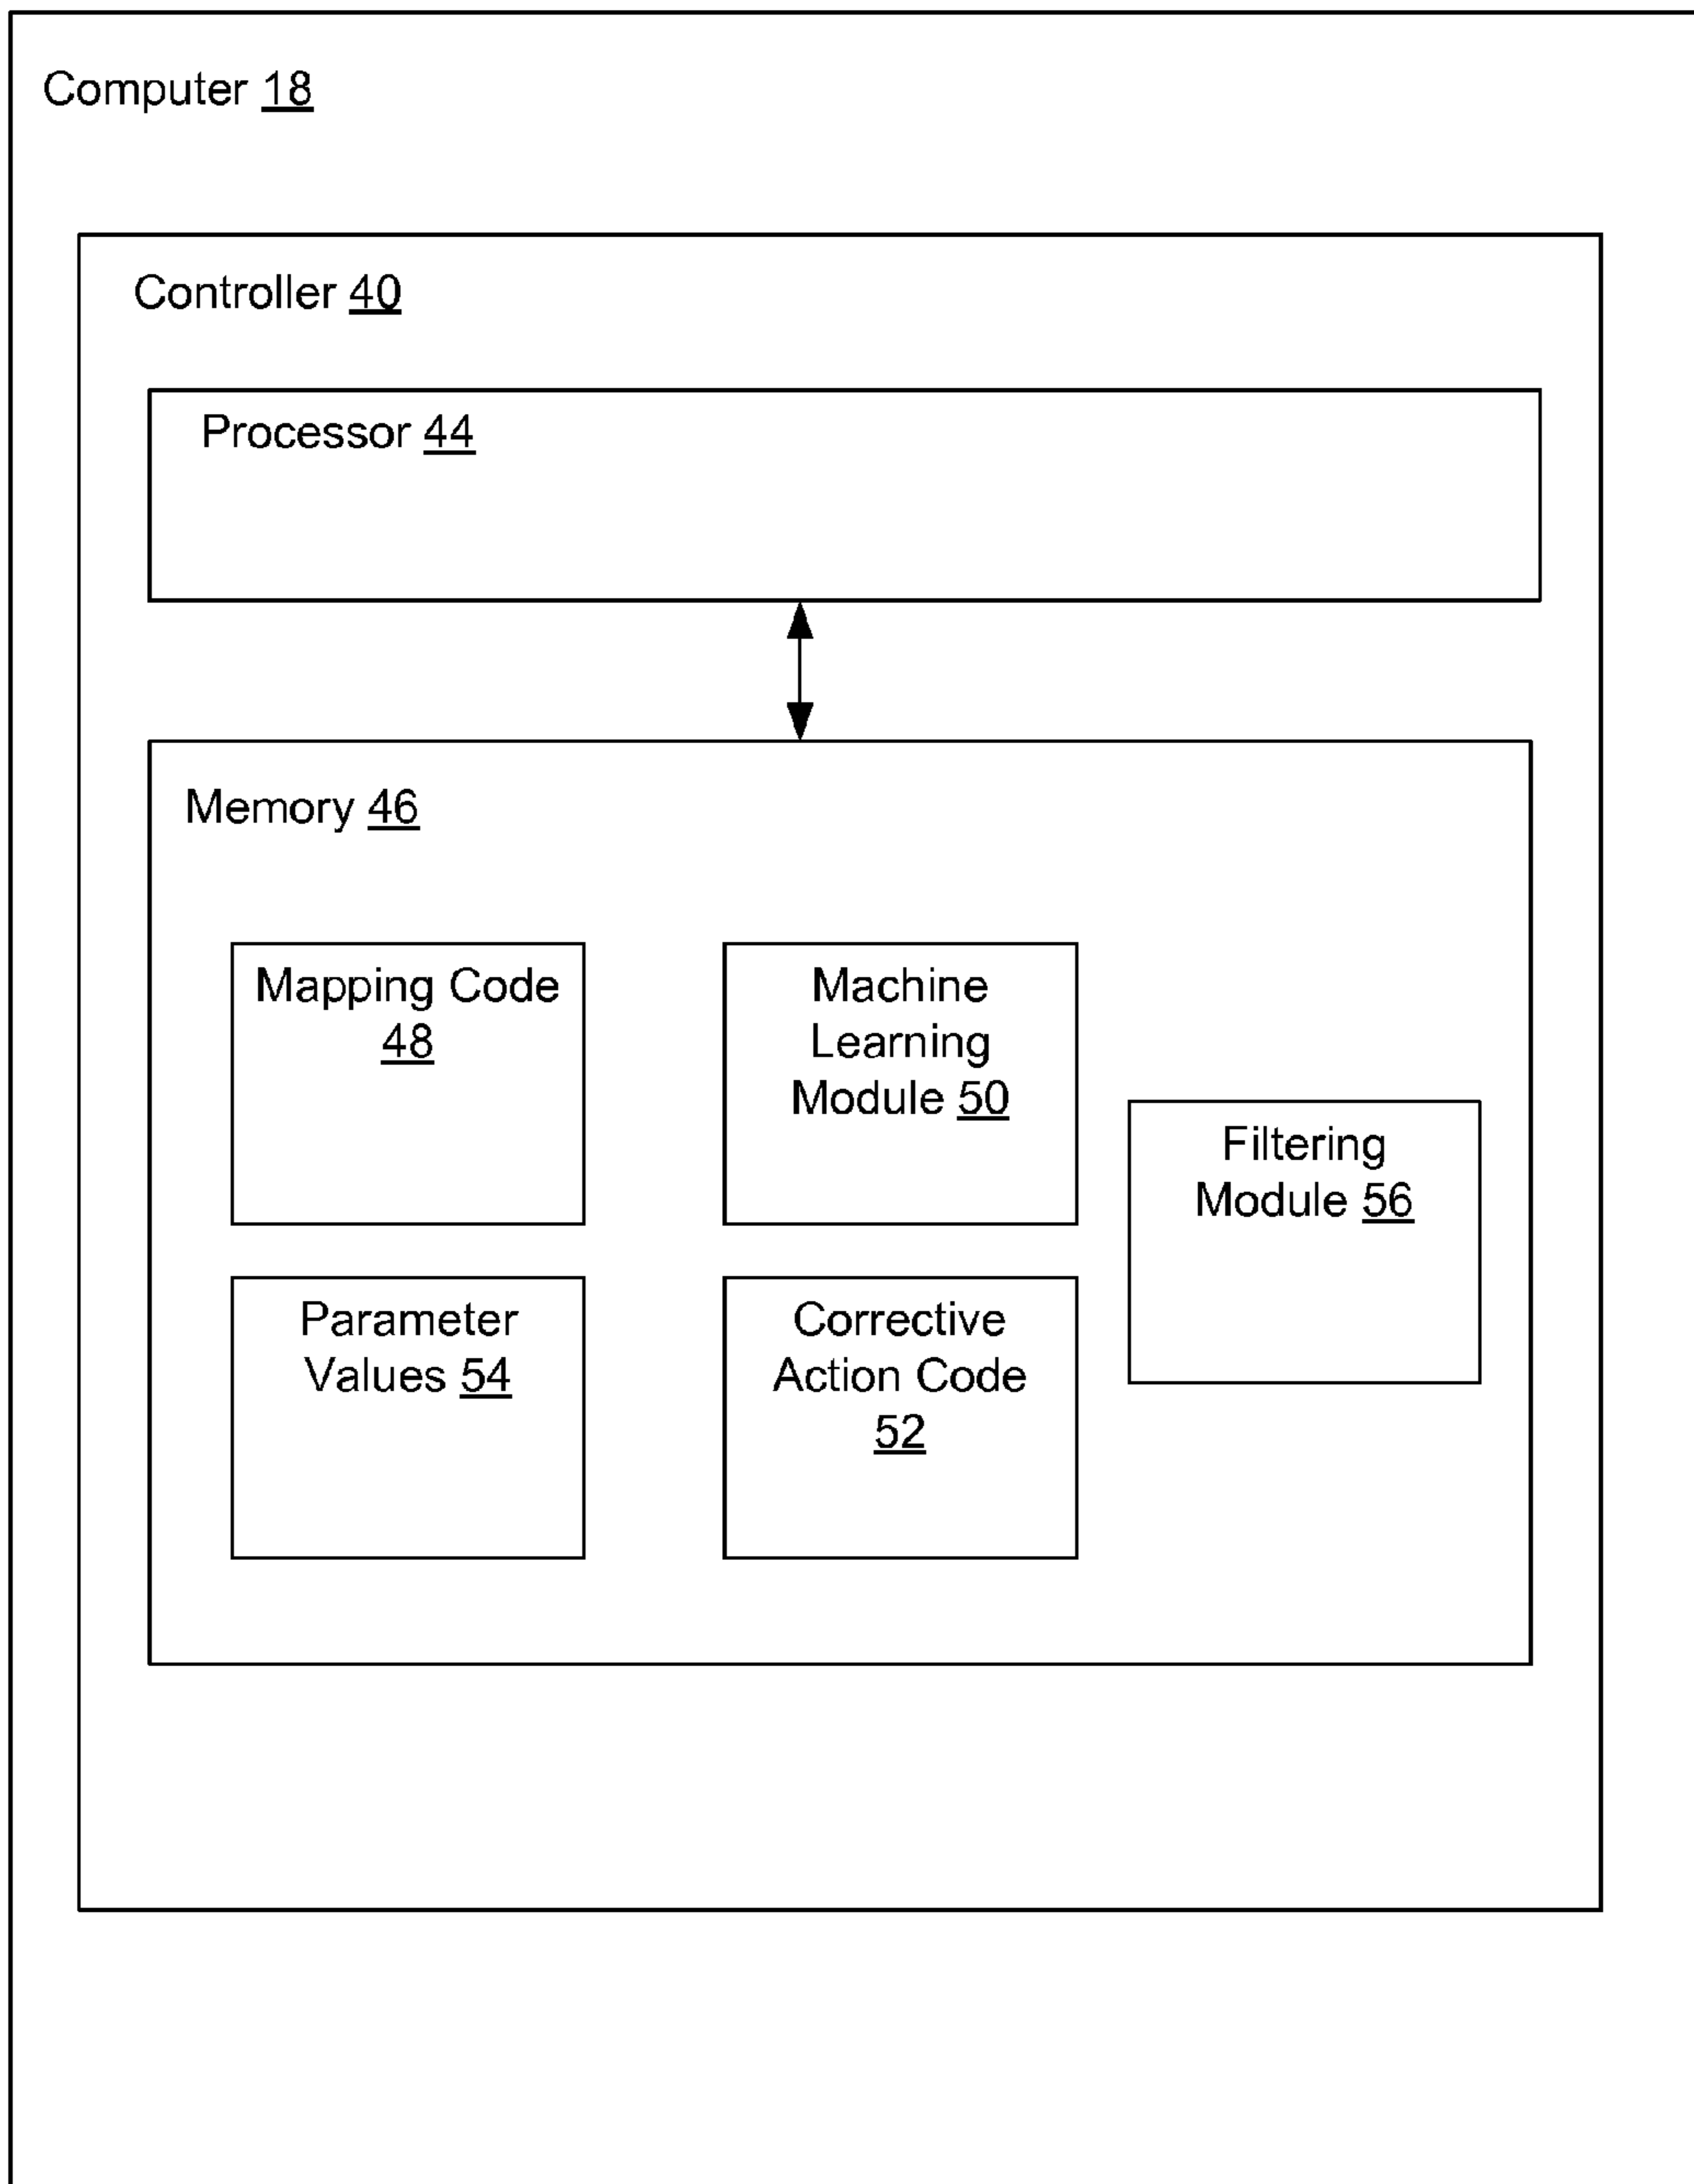 Computer 18
Controller 40
Processor 44
Memory 46
Mapping Code
48
Machine
Learning
Module 50
Filtering
Module 56
Parameter
Values 54
Corrective
Action Code
52